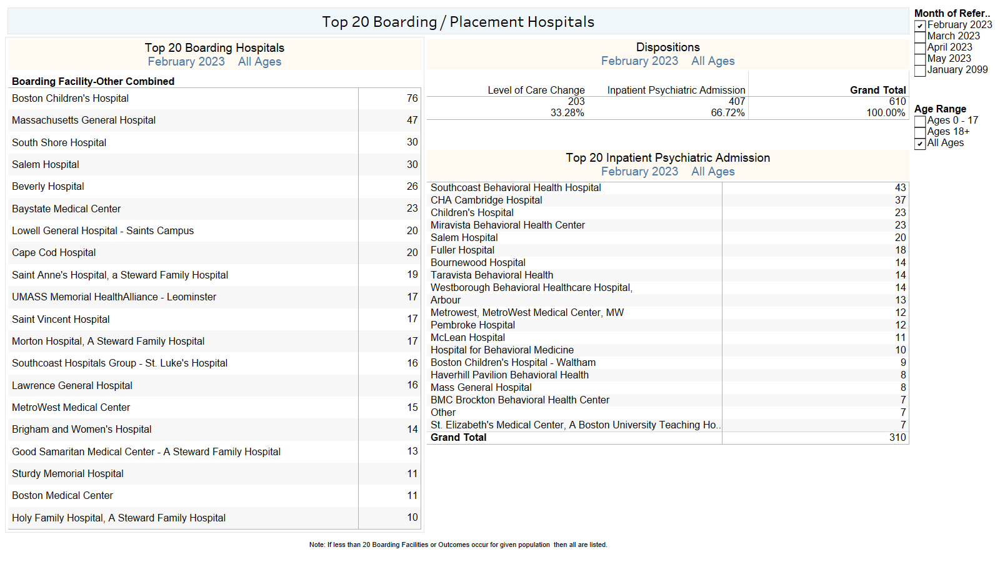 Top 20 Boarding / Placement Hospitals
Top 20 Boarding Hospitals
February 2023 All Ages
Boarding Facility-Other Combined
Boston Children's Hospital 76
Massachusetts General Hospital 47
South Shore Hospital 30
Salem Hospital 30
Beverly Hospital 26
Baystate Medical Center 23
Lowell General Hospital - Saints Campus 20
Cape Cod Hospital 20
Saint Anne's Hospital, a Steward Family Hospital 19
UMASS Memorial HealthAlliance - Leominster 17
Saint Vincent Hospital 17
Morton Hospital, A Steward Family Hospital 17
Southcoast Hospitals Group - St. Luke's Hospital 16
Lawrence General Hospital 16
MetroWest Medical Center 15
Brigham and Women's Hospital 14
Good Samaritan Medical Center - A Steward Family Hospital 13
Sturdy Memorial Hospital 11
Boston Medical Center 11
Holy Family Hospital, A Steward Family Hospital 10
Dispositions
February 2023 All Ages
Level of Care Change Inpatient Psychiatric Admission Grand Total
203 407 610
33.28% 66.72% 100.00%
Top 20 Inpatient Psychiatric Admission
February 2023 All Ages
Southcoast Behavioral Health Hospital 43
CHA Cambridge Hospital 37
Children's Hospital 23
Miravista Behavioral Health Center 23
Salem Hospital 20
Fuller Hospital 18
Bournewood Hospital 14
Taravista Behavioral Health 14
Westborough Behavioral Healthcare Hospital, 14
Arbour 13
Metrowest, MetroWest Medical Center, MW 12
Pembroke Hospital 12
McLean Hospital 11
Hospital for Behavioral Medicine 10
Boston Children's Hospital - Waltham 9
Haverhill Pavilion Behavioral Health 8
Mass General Hospital 8
BMC Brockton Behavioral Health Center 7
Other 7
St. Elizabeth's Medical Center, A Boston University Teaching Ho.. 7
Grand Total 310
Month of Refer..
February 2023
March 2023
April 2023
May 2023
January 2099
Age Range
Ages 0 - 17
Ages 18+
All Ages
Note: If less than 20 Boarding Facilities or Outcomes occur for given population then all are listed.